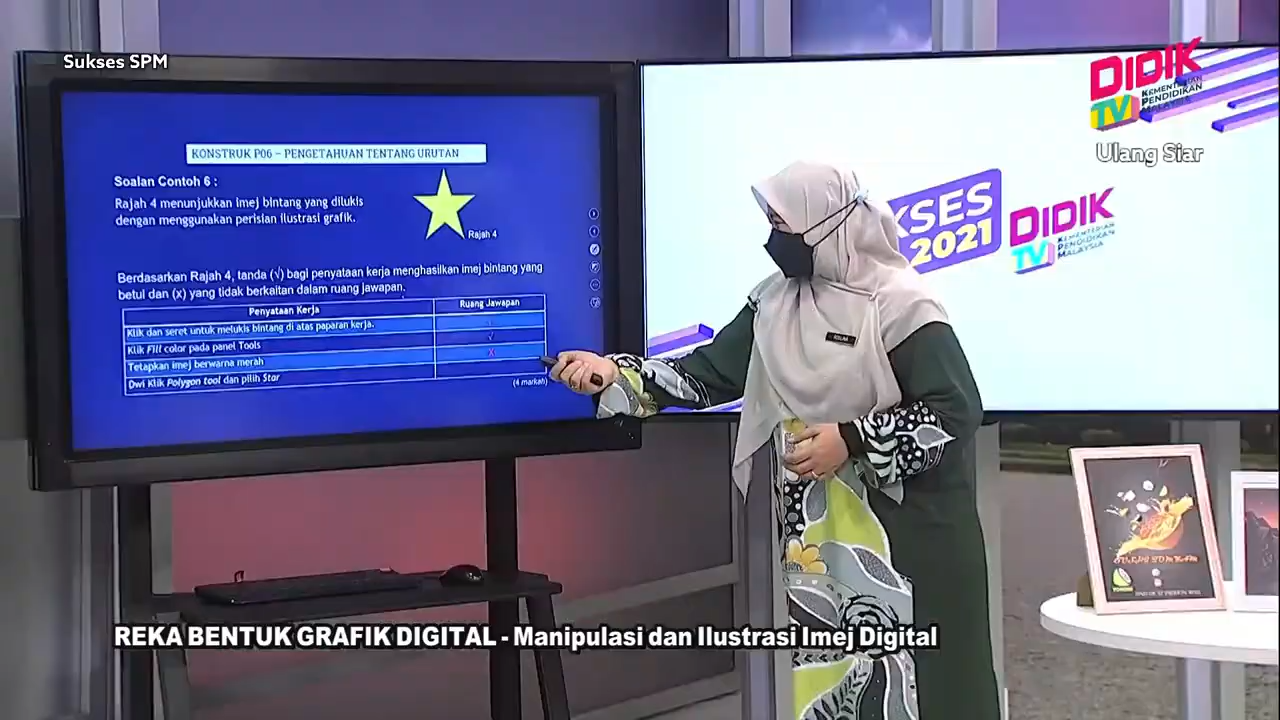 Sukses SPM
KONSTRUK P06 – PENGETAHUAN TENTANG URUTAN
Soalan Contoh 6 :
Rajah 4 menunjukkan imej bintang yang dilukis
dengan menggunakan perisian ilustrasi grafik.
Rajah 4
Berdasarkan Rajah 4, tanda (√) bagi penyataan kerja menghasilkan imej bintang yang
betul dan (x) yang tidak berkaitan dalam ruang jawapan.
Penyataan Kerja
Ruang Jawapan
Klik dan seret untuk melukis bintang di atas paparan kerja.
Klik Fill color pada panel Tools
√
Tetapkan imej berwarna merah
X
Dwi Klik Polygon tool dan pilih Star
(4 markah)
DIDIK
TV
KEMENTERIAN
PENDIDIKAN
MALAYSIA
Ulang Siar
KSES
2021
DIDIK
TV
KEMENTERIAN
PENDIDIKAN
MALAYSIA
REKA BENTUK GRAFIK DIGITAL - Manipulasi dan Ilustrasi Imej Digital